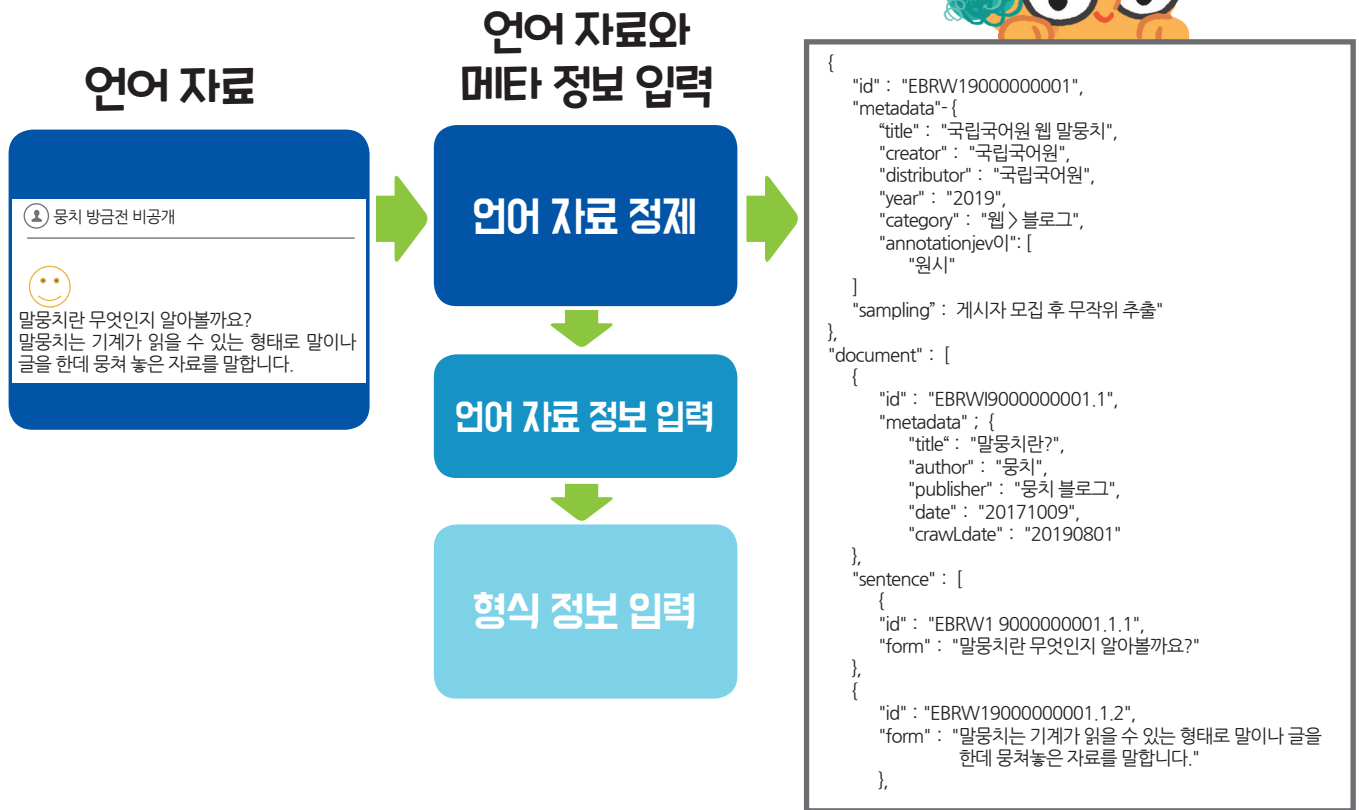 언어 자료
뭉치 방금전 비공개
말뭉치란 무엇인지 알아볼까요?
말뭉치는 기계가 읽을 수 있는 형태로 말이나
글을 한데 뭉쳐 놓은 자료를 말합니다.
언어 자료와
메타 정보 입력
언어 자료 정제
언어 자료 정보 입력
형식 정보 입력
{
"id" : "EBRW19000000001",
"metadata"- {
“title" : "국립국어원 웹 말뭉치",
"creator" : "국립국어원",
"distributor" : "국립국어원",
"year" : "2019",
"category" : "웹 > 블로그",
"annotationjev이": [
"원시"
]
"sampling” : 게시자 모집 후 무작위 추출"
},
"document" : [
{
"id" : "EBRWI9000000001.1",
"metadata" ; {
"title“ : "말뭉치란?",
"author" : "뭉치",
"publisher" : "뭉치 블로그",
"date" : "20171009",
"crawLdate" : "20190801"
},
"sentence" : [
{
"id" : "EBRW1 9000000001.1.1",
"form" : "말뭉치란 무엇인지 알아볼까요?"
},
{
"id" : "EBRW19000000001.1.2",
"form" : "말뭉치는 기계가 읽을 수 있는 형태로 말이나 글을
한데 뭉쳐놓은 자료를 말합니다."
},